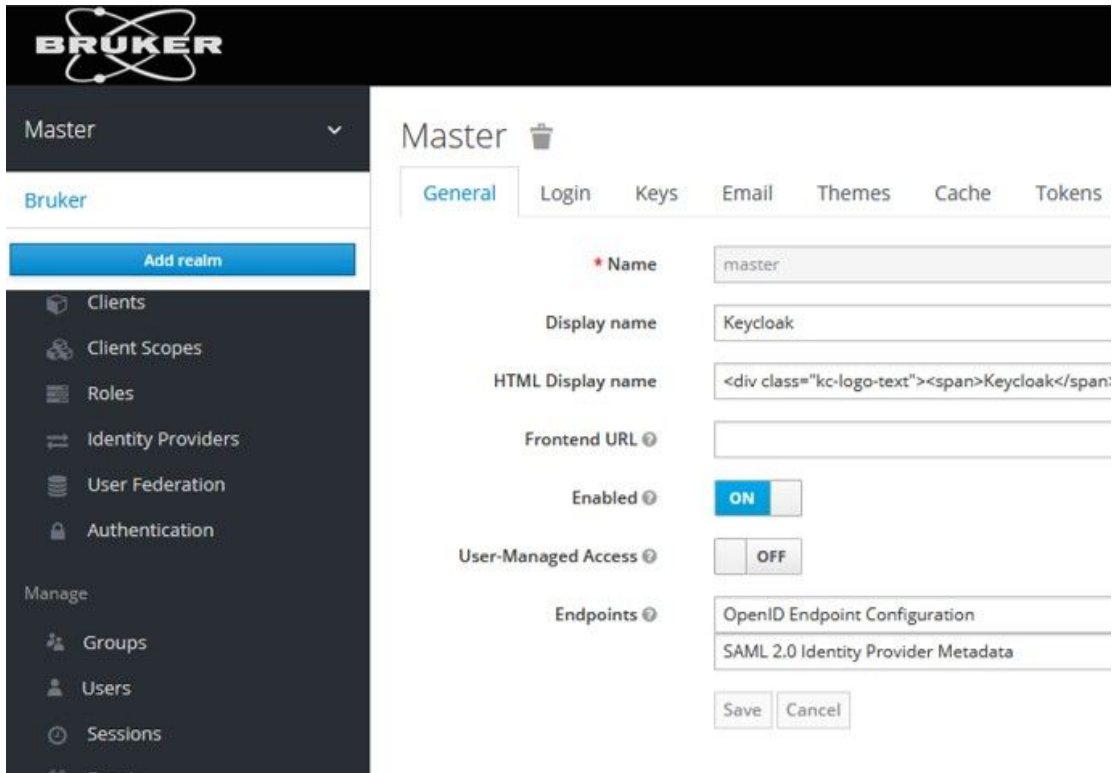 BRUKER
Master
Bruker
Add realm
Clients
Client Scopes
Roles
Identity Providers
User Federation
Authentication
Manage
Groups
Users
Sessions
Master
General Login Keys Email Themes Cache Tokens
* Name master
Display name Keycloak
HTML Display name <div class="kc-logo-text"><span>Keycloak</span>
Frontend URL
Enabled ON
User-Managed Access OFF
Endpoints OpenID Endpoint Configuration
SAML 2.0 Identity Provider Metadata
Save Cancel